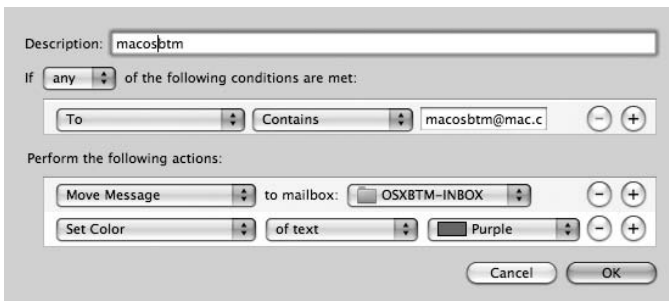 Description: macosbtm
If any of the following conditions are met:
To Contains macosbtm@mac.c
Perform the following actions:
Move Message to mailbox: OSXBTM-INBOX
Set Color of text Purple
Cancel OK